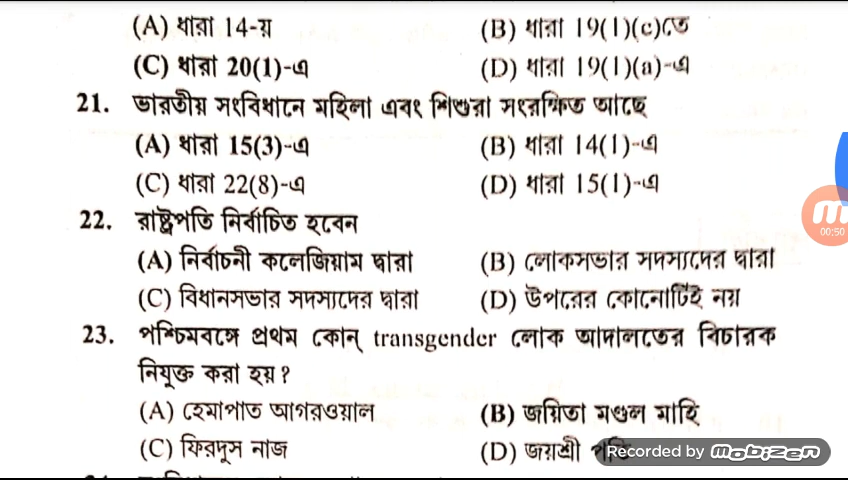 (A) ধারা 14-য় (B) ধারা 19(1)(c)তে
(C) ধারা 20(1)-এ (D) ধারা 19(1)(a)-এ
21. ভারতীয় সংবিধানে মহিলা এবং শিশুরা সংরক্ষিত আছে
(A) ধারা 15(3)-এ (B) ধারা 14(1)-এ
(C) ধারা 22(8)-এ (D) ধারা 15(1)-এ
22. রাষ্ট্রপতি নির্বাচিত হবেন
(A) নির্বাচনী কলেজিয়াম দ্বারা (B) লোকসভার সদস্যদের দ্বারা
(C) বিধানসভার সদস্যদের দ্বারা (D) উপরের কোনোটিই নয়
23. পশ্চিমবঙ্গে প্রথম কোন্ transgender লোক আদালতের বিচারক
নিযুক্ত করা হয়?
(A) হেমাপাত আগরওয়াল (B) জয়িতা মণ্ডল মাহি
(C) ফিরদুস নাজ (D) জয়শ্রী
00:50
Recorded by Mobizen